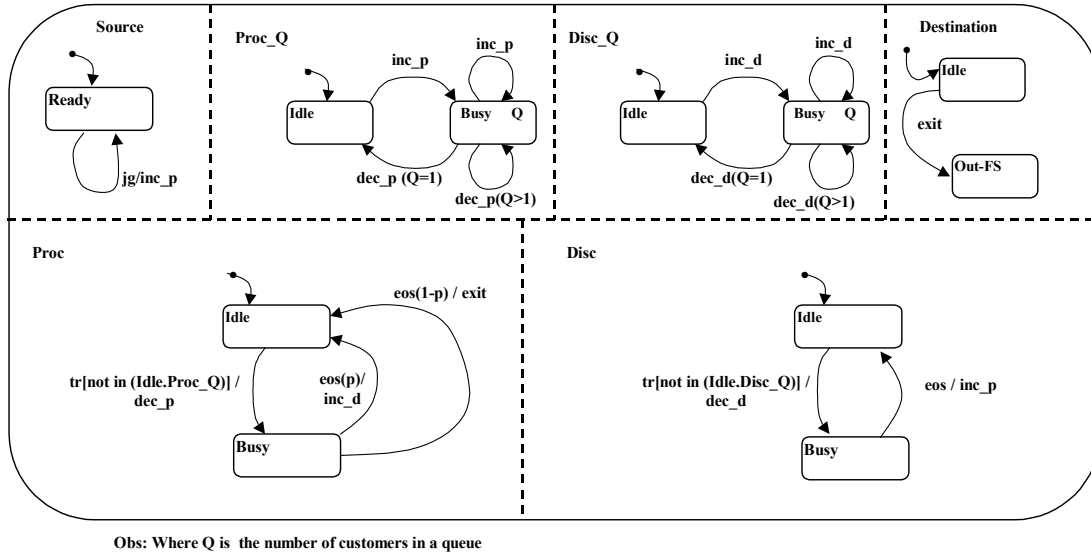 Source
Ready
jg/inc_p
Proc_Q
inc_p
inc_p
Idle
Busy Q
dec_p (Q=1)
dec_p(Q>1)
Disc_Q
inc_d
inc_d
Idle
Busy Q
dec_d(Q=1)
dec_d(Q>1)
Destination
Idle
exit
Out-FS
Proc
Idle
eos(1-p) / exit
tr[not in (Idle.Proc_Q)] /
dec_p
eos(p)/
inc_d
Busy
Disc
Idle
tr[not in (Idle.Disc_Q)] /
dec_d
eos / inc_p
Busy
Obs: Where Q is the number of customers in a queue